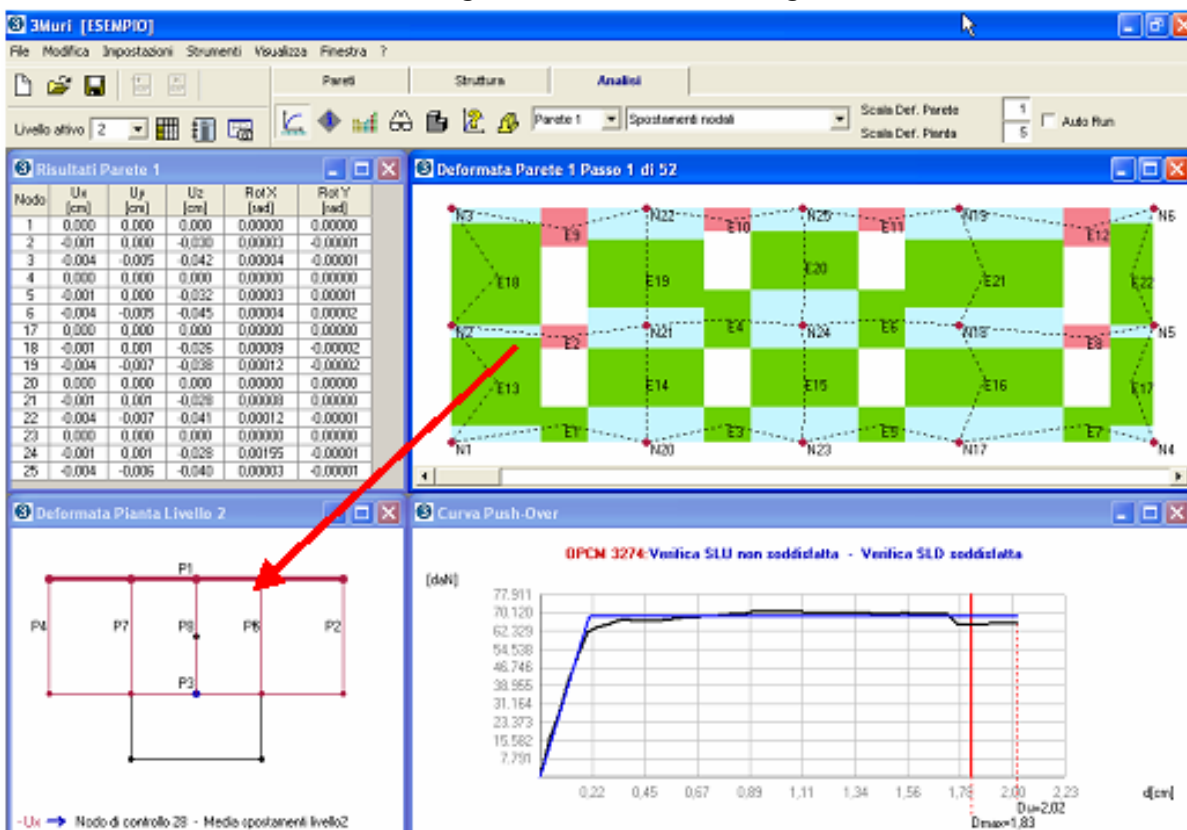 3Muri [ESEMPIO]
File Modifica Impostazioni Strumenti Visualizza Finestra ?
Pareti Struttura Analisi
Livello attivo 2 Parete 1 Spostamenti nodali Scala Def. Parete 1 Auto Run
Scala Def. Pianta 5
Risultati Parete 1
Nodo Ux [cm] Uy [cm] Uz [cm] Rot X [rad] Rot Y [rad]
1 0,000 0,000 0,000 0,00000 0,00000
2 -0,001 0,000 -0,030 0,00003 -0,00001
3 -0,004 -0,005 -0,042 0,00004 -0,00001
4 0,000 0,000 0,000 0,00000 0,00000
5 -0,001 0,000 -0,032 0,00003 0,00001
6 -0,004 -0,005 -0,045 0,00004 0,00002
17 0,000 0,000 0,000 0,00000 0,00000
18 -0,001 0,001 -0,026 0,00009 -0,00002
19 -0,004 -0,007 -0,038 0,00012 -0,00002
20 0,000 0,000 0,000 0,00000 0,00000
21 -0,001 0,001 -0,028 0,00008 0,00000
22 -0,004 -0,007 -0,041 0,00012 -0,00001
23 0,000 0,000 0,000 0,00000 0,00000
24 -0,001 0,001 -0,028 0,00155 -0,00001
25 -0,004 -0,006 -0,040 0,00003 -0,00001
Deformata Parete 1 Passo 1 di 52
N3 N22 N25 N19 N6
E9 E10 E11 E12
E18 E19 E20 E21 E22
N2 N21 N24 N18 N5
E2 E4 E6 E8
E13 E14 E15 E16 E17
E1 E3 E5 E7
N1 N20 N23 N17 N4
Deformata Pianta Livello 2
P1
P4 P7 P8 P6 P2
P3
-Ux Nodo di controllo 28 - Media spostamenti livello2
Curva Push-Over
OPCM 3274: Verifica SLU non soddisfatta - Verifica SLD soddisfatta
[daN]
77.911
70.120
62.329
54.538
46.746
38.955
31.164
23.373
15.582
7.791
0,22 0,45 0,67 0,89 1,11 1,34 1,56 1,78 2,00 2,23 d[cm]
Du=2,02
Dmax=1,83